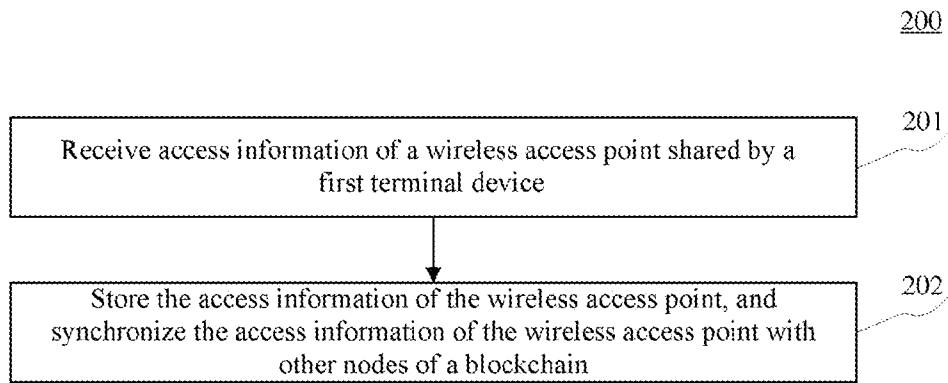 200
201
Receive access information of a wireless access point shared by a
first terminal device
202
Store the access information of the wireless access point, and
synchronize the access information of the wireless access point with
other nodes of a blockchain